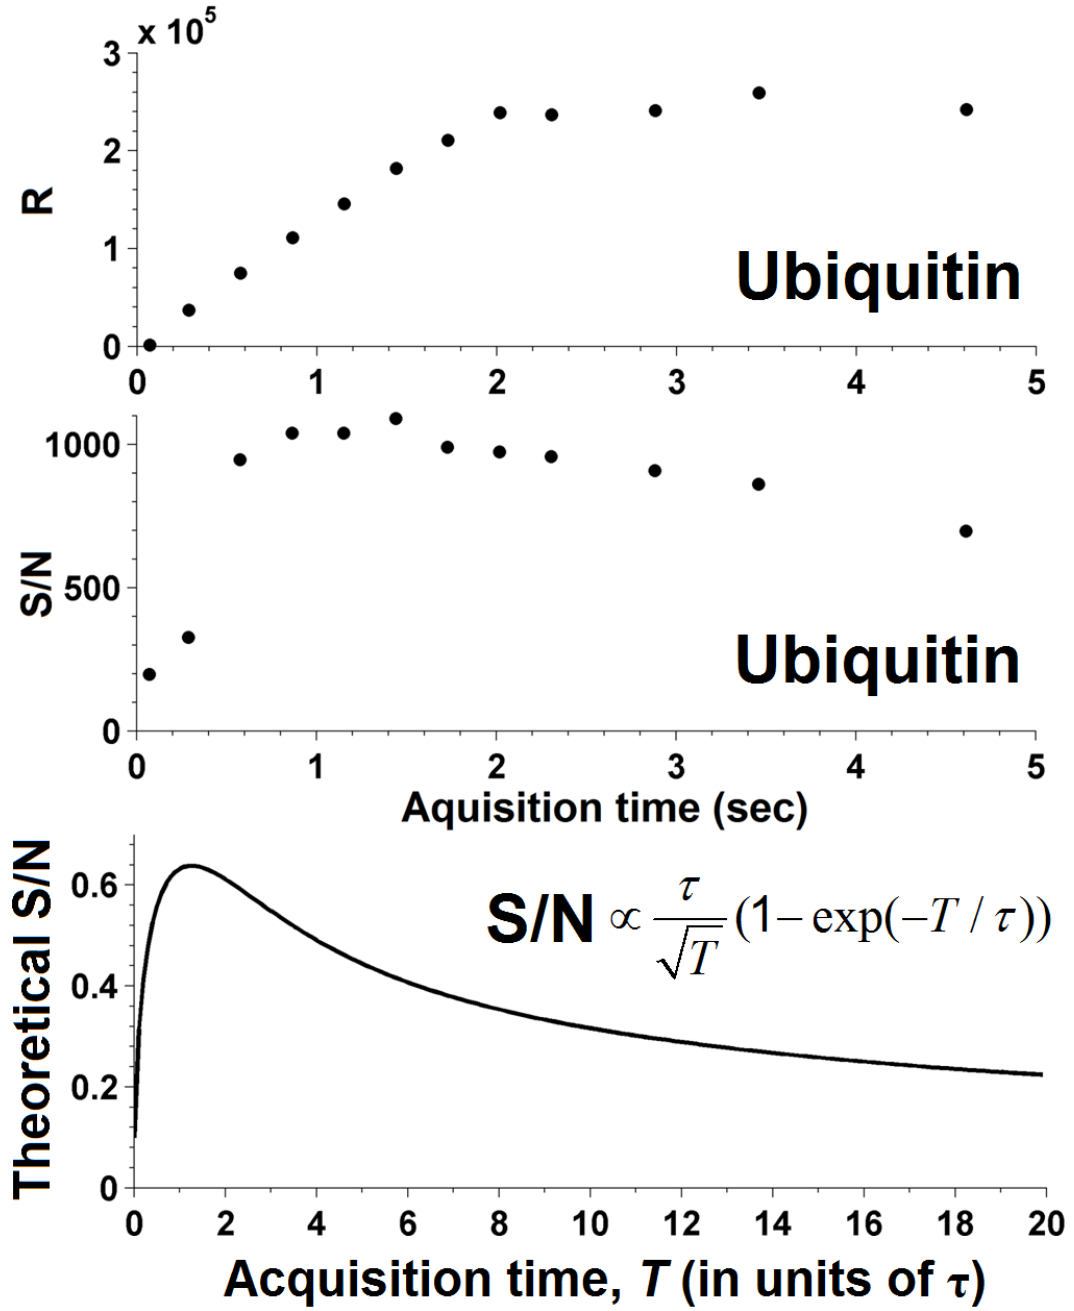 x 10⁵
3
2
1
0
R
Ubiquitin
0 1 2 3 4 5
1000
500
0
S/N
Ubiquitin
0 1 2 3 4 5
Aquisition time (sec)
Theoretical S/N
0.6
0.4
0.2
0
S/N ∝ τ/√T (1− exp(−T / τ))
0 2 4 6 8 10 12 14 16 18 20
Acquisition time, T (in units of τ)